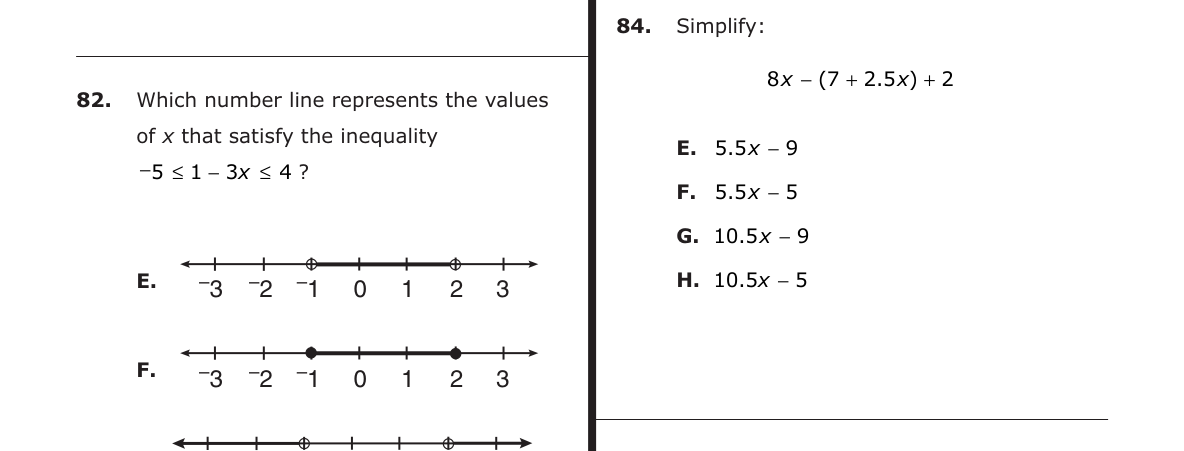 82. Which number line represents the values
of x that satisfy the inequality
⁻5 ≤ 1 – 3x ≤ 4 ?
E.
⁻3 ⁻2 ⁻1 0 1 2 3
F.
⁻3 ⁻2 ⁻1 0 1 2 3
84. Simplify:
8x – (7 + 2.5x) + 2
E. 5.5x – 9
F. 5.5x – 5
G. 10.5x – 9
H. 10.5x – 5